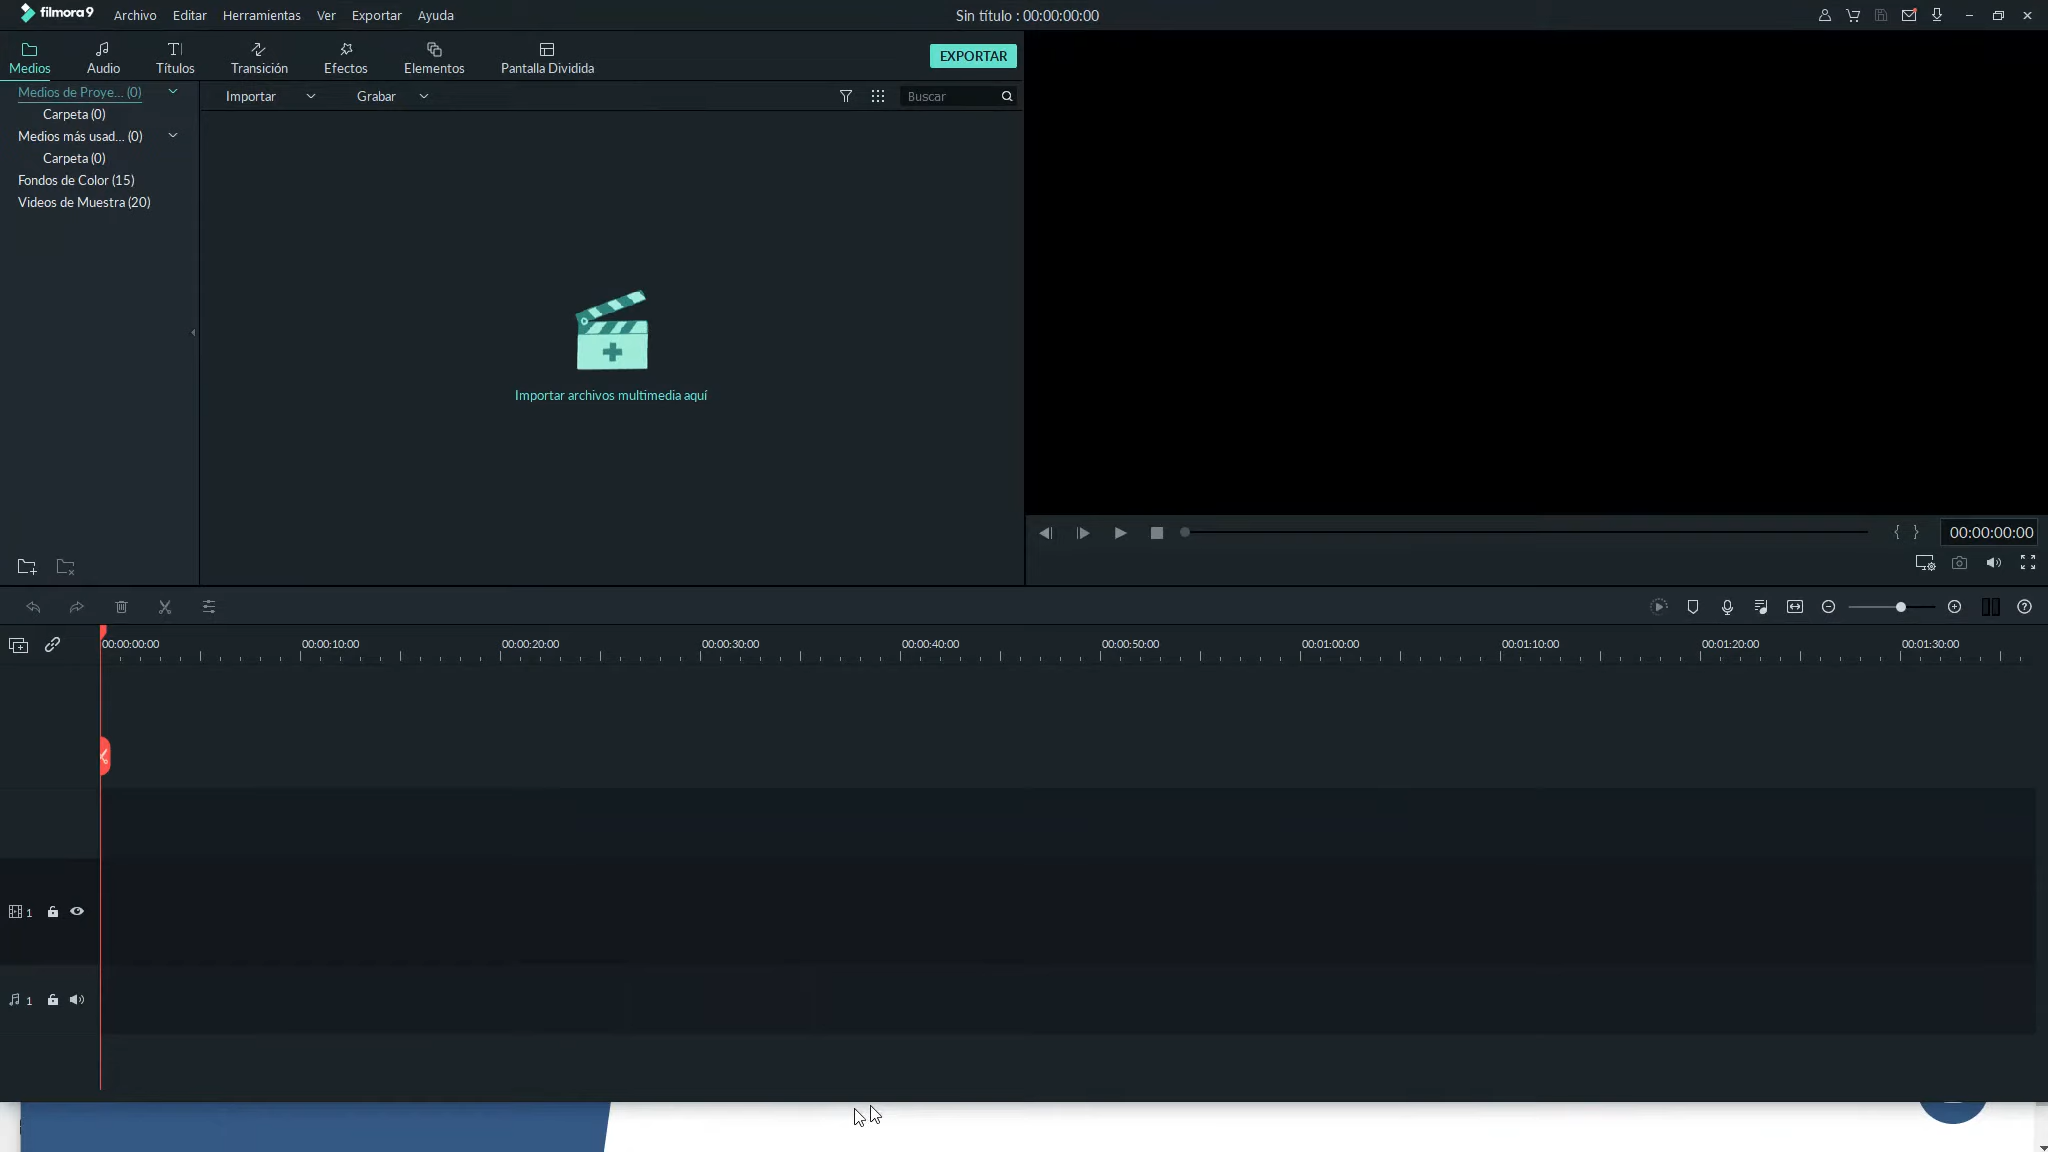 filmora9 Archivo Editar Herramientas Ver Exportar Ayuda Sin título : 00:00:00:00
Medios Audio Títulos Transición Efectos Elementos Pantalla Dividida EXPORTAR
Medios de Proye... (0) Importar Grabar Buscar
Carpeta (0)
Medios más usad... (0)
Carpeta (0)
Fondos de Color (15)
Videos de Muestra (20)
Importar archivos multimedia aquí
{ } 00:00:00:00
00:00:00:00 00:00:10:00 00:00:20:00 00:00:30:00 00:00:40:00 00:00:50:00 00:01:00:00 00:01:10:00 00:01:20:00 00:01:30:00
1
1